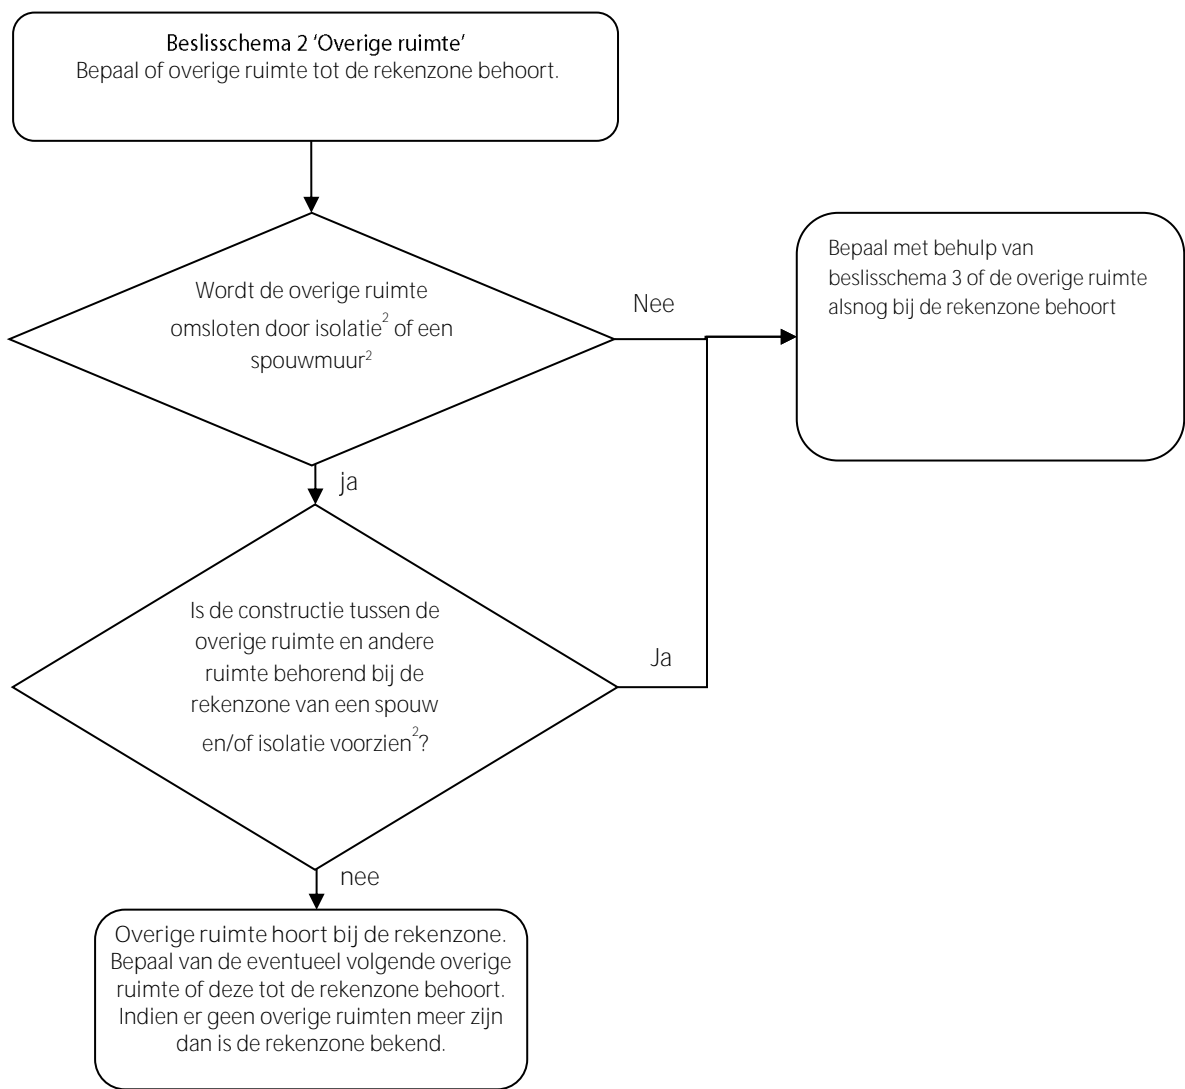 Beslisschema 2 ‘Overige ruimte’
Bepaal of overige ruimte tot de rekenzone behoort.
Wordt de overige ruimte
omsloten door isolatie² of een
spouwmuur²
Nee
Bepaal met behulp van
beslisschema 3 of de overige ruimte
alsnog bij de rekenzone behoort
ja
Is de constructie tussen de
overige ruimte en andere
ruimte behorend bij de
rekenzone van een spouw
en/of isolatie voorzien²?
Ja
nee
Overige ruimte hoort bij de rekenzone.
Bepaal van de eventueel volgende overige
ruimte of deze tot de rekenzone behoort.
Indien er geen overige ruimten meer zijn
dan is de rekenzone bekend.